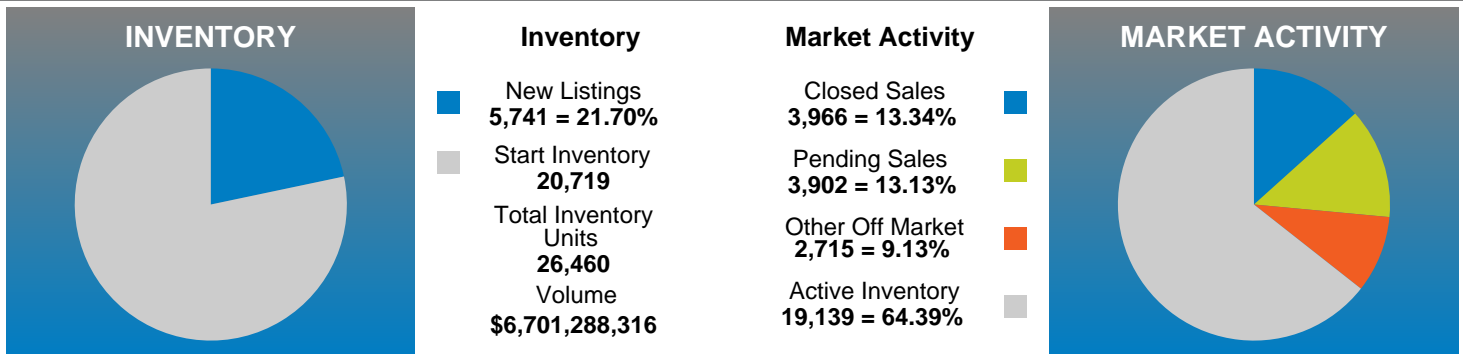 INVENTORY
Inventory
New Listings
5,741 = 21.70%
Start Inventory
20,719
Total Inventory
Units
26,460
Volume
$6,701,288,316
Market Activity
Closed Sales
3,966 = 13.34%
Pending Sales
3,902 = 13.13%
Other Off Market
2,715 = 9.13%
Active Inventory
19,139 = 64.39%
MARKET ACTIVITY